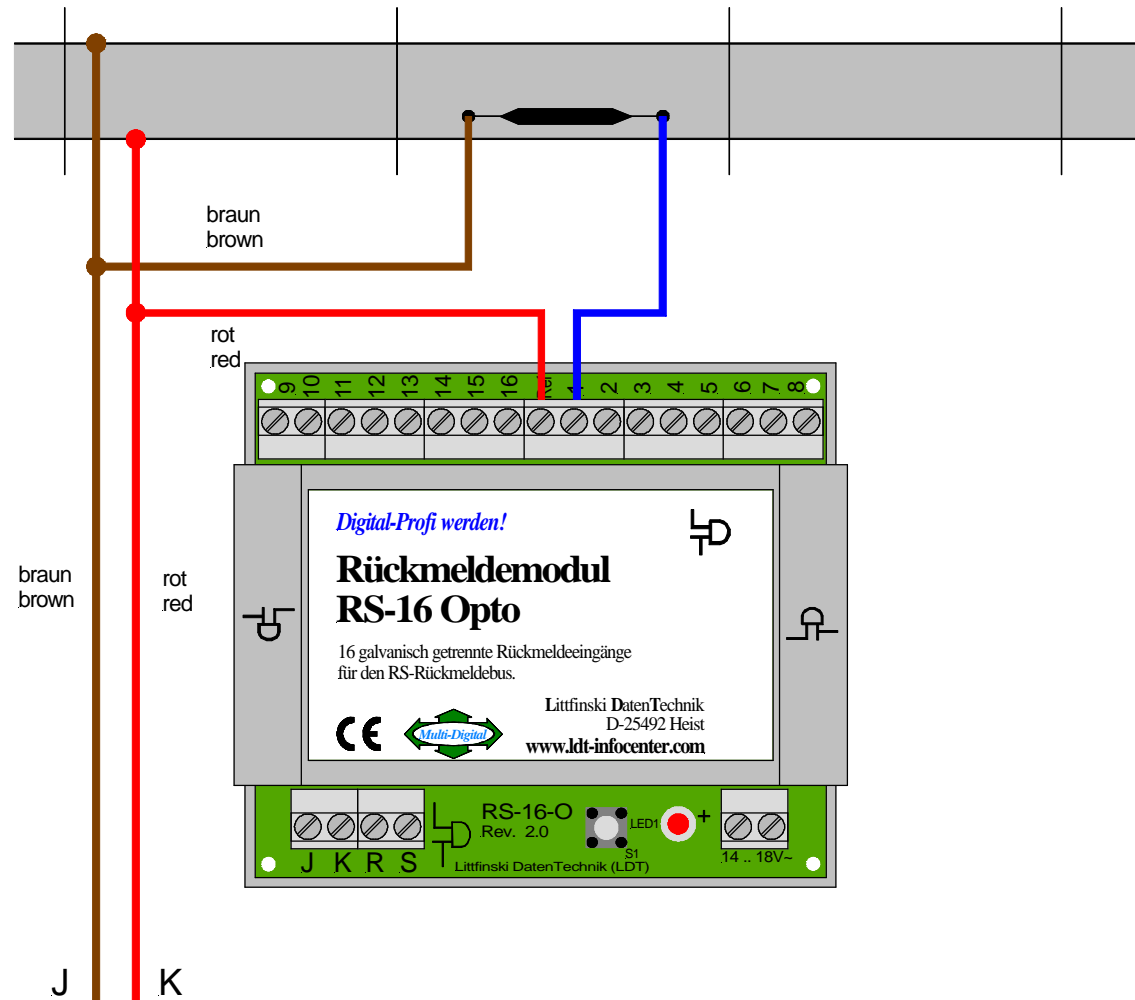 braun
brown
rot
red
9 10 11 12 13 14 15 16 Ref 1 2 3 4 5 6 7 8
Digital-Profi werden!
Rückmeldemodul
RS-16 Opto
16 galvanisch getrennte Rückmeldeeingänge
für den RS-Rückmeldebus.
Littfinski DatenTechnik
D-25492 Heist
www.ldt-infocenter.com
CE
Multi-Digital
braun
brown
rot
red
RS-16-O
Rev. 2.0
LED1
+
S1
J K R S
14 .. 18V~
Littfinski DatenTechnik (LDT)
J K